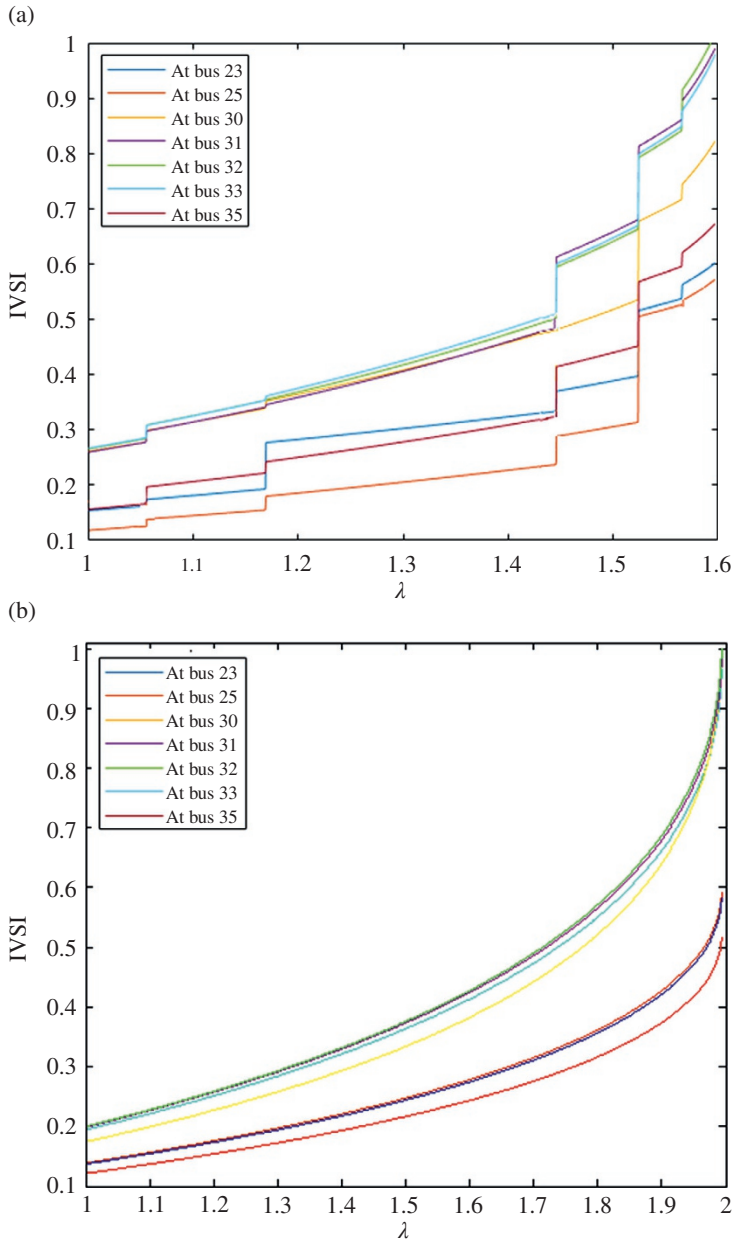 (a)
1
0.9
0.8
0.7
0.6
0.5
0.4
0.3
0.2
0.1
IVSI
At bus 23
At bus 25
At bus 30
At bus 31
At bus 32
At bus 33
At bus 35
1 1.1 1.2 1.3 1.4 1.5 1.6
λ
(b)
1
0.9
0.8
0.7
0.6
0.5
0.4
0.3
0.2
0.1
IVSI
At bus 23
At bus 25
At bus 30
At bus 31
At bus 32
At bus 33
At bus 35
1 1.1 1.2 1.3 1.4 1.5 1.6 1.7 1.8 1.9 2
λ